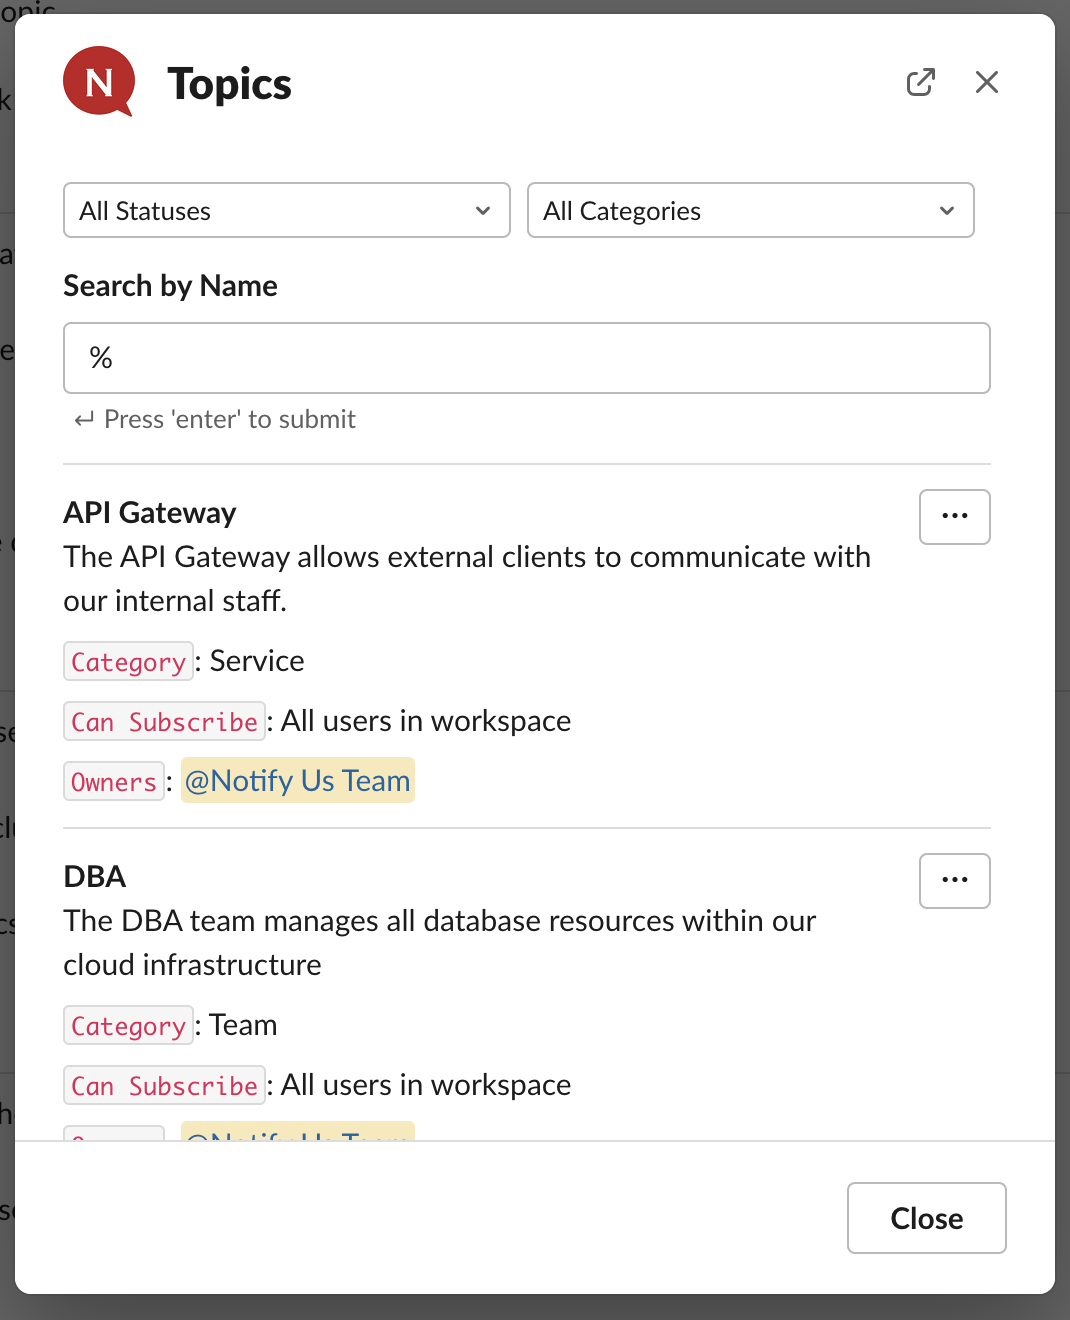 N
Topics
All Statuses
All Categories
Search by Name
%
↵ Press 'enter' to submit
API Gateway
...
The API Gateway allows external clients to communicate with
our internal staff.
Category: Service
Can Subscribe: All users in workspace
Owners: @Notify Us Team
DBA
...
The DBA team manages all database resources within our
cloud infrastructure
Category: Team
Can Subscribe: All users in workspace
@Notify Us Team
Close